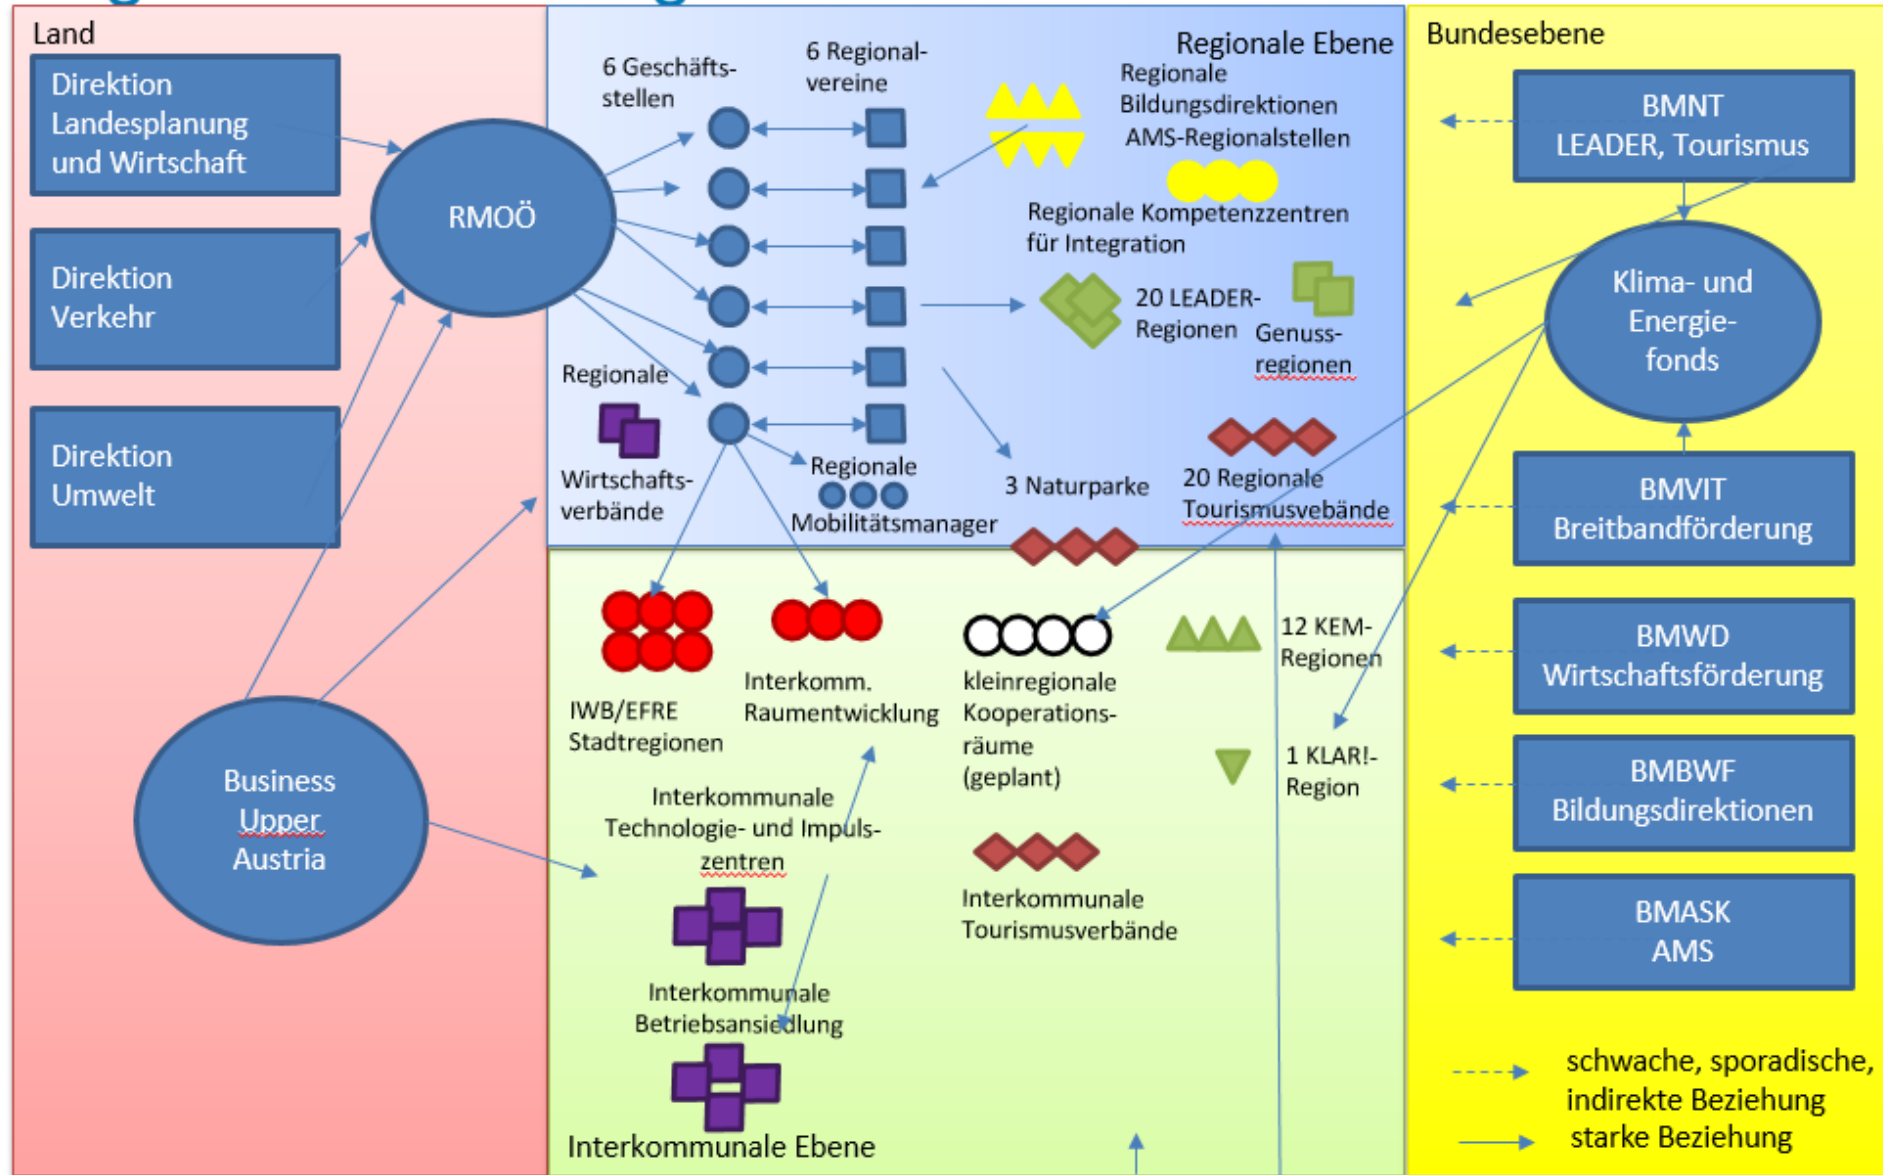 Land
Direktion
Landesplanung
und Wirtschaft
Direktion
Verkehr
Direktion
Umwelt
RMOÖ
Business
Upper
Austria
Regionale Ebene
6 Geschäfts-
stellen
6 Regional-
vereine
Regionale
Bildungsdirektionen
AMS-Regionalstellen
Regionale Kompetenzzentren
für Integration
20 LEADER-
Regionen
Genuss-
regionen
Regionale
Wirtschafts-
verbände
Regionale
Mobilitätsmanager
3 Naturparke
20 Regionale
Tourismusvebände
IWB/EFRE
Stadtregionen
Interkomm.
Raumentwicklung
kleinregionale
Kooperations-
räume
(geplant)
12 KEM-
Regionen
1 KLAR!-
Region
Interkommunale
Technologie- und Impuls-
zentren
Interkommunale
Tourismusverbände
Interkommunale
Betriebsansiedlung
Interkommunale Ebene
Bundesebene
BMNT
LEADER, Tourismus
Klima- und
Energie-
fonds
BMVIT
Breitbandförderung
BMWD
Wirtschaftsförderung
BMBWF
Bildungsdirektionen
BMASK
AMS
schwache, sporadische,
indirekte Beziehung
starke Beziehung